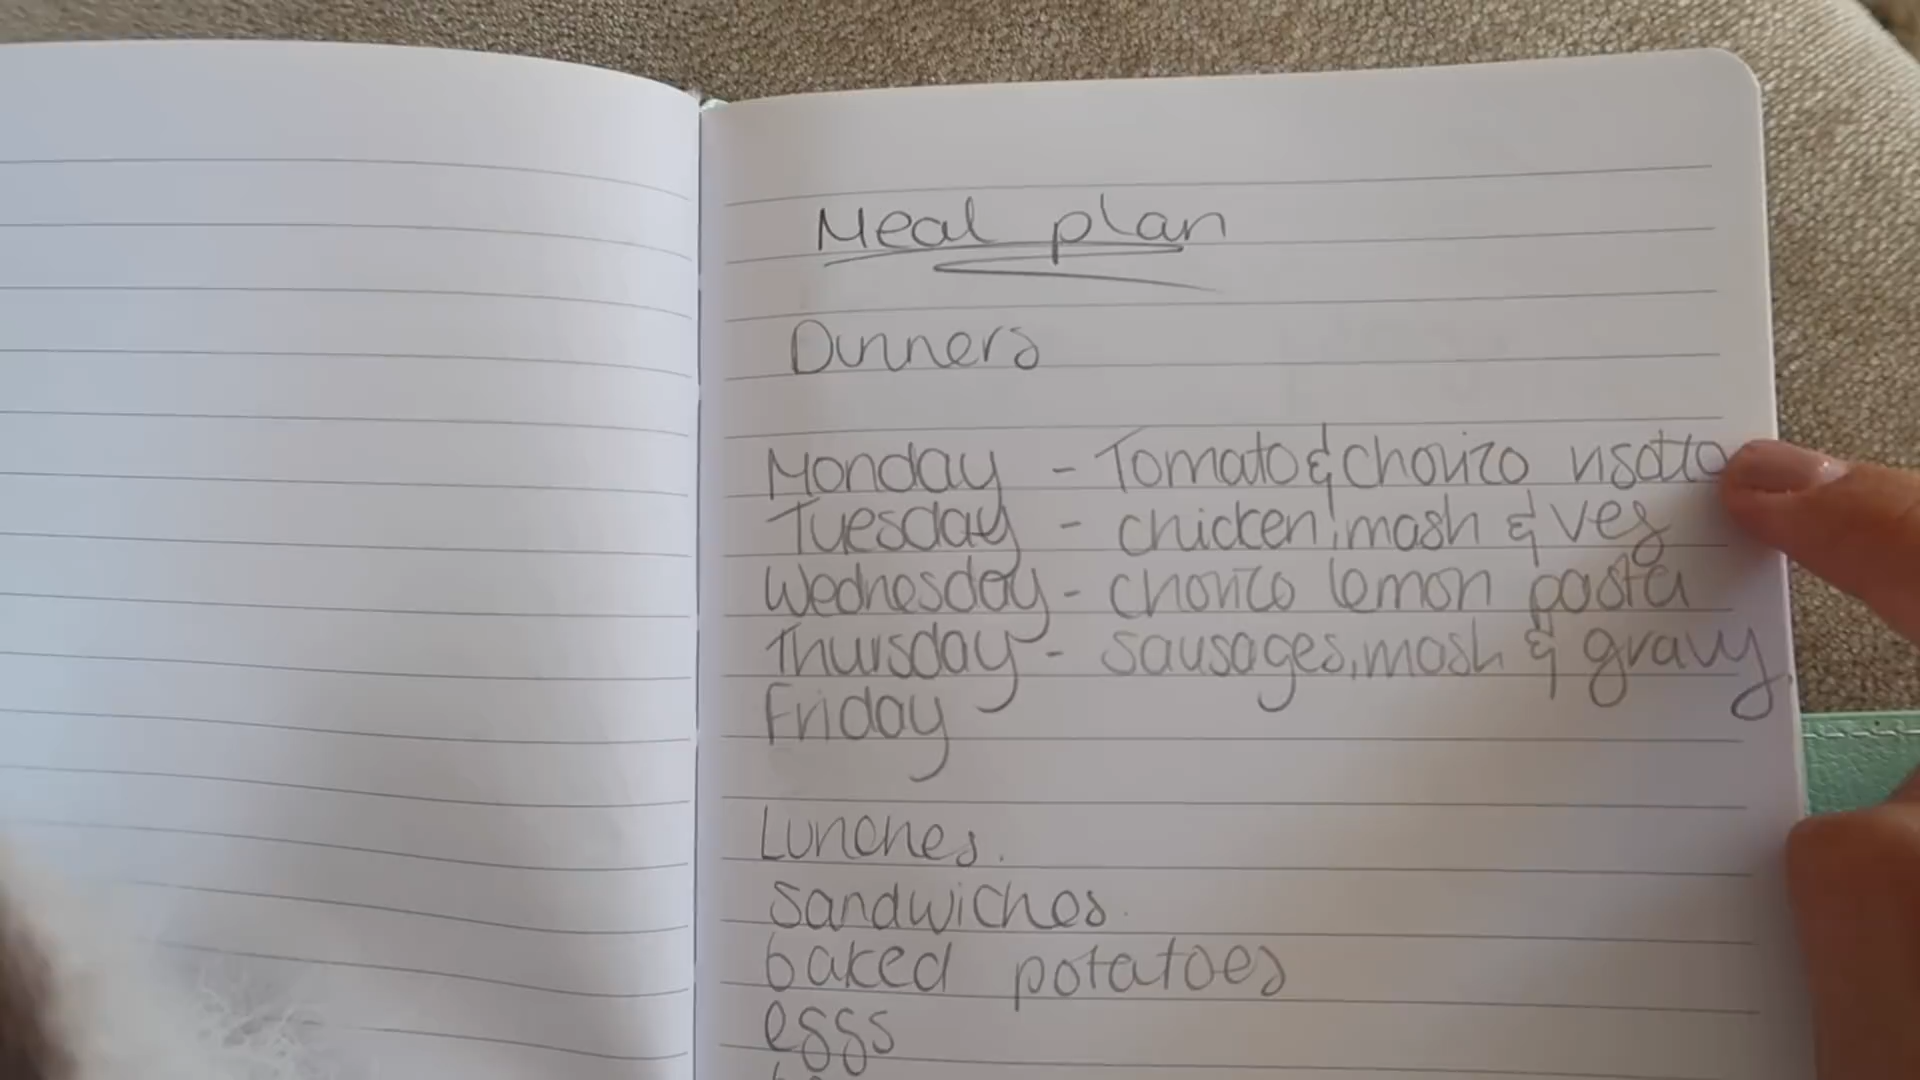 Meal plan
Dinners
Monday - Tomato & chorizo risotto
Tuesday - chicken, mash & veg
Wednesday - chorizo lemon pasta
Thursday - sausages, mash & gravy
Friday
Lunches.
Sandwiches.
baked potatoes
eggs